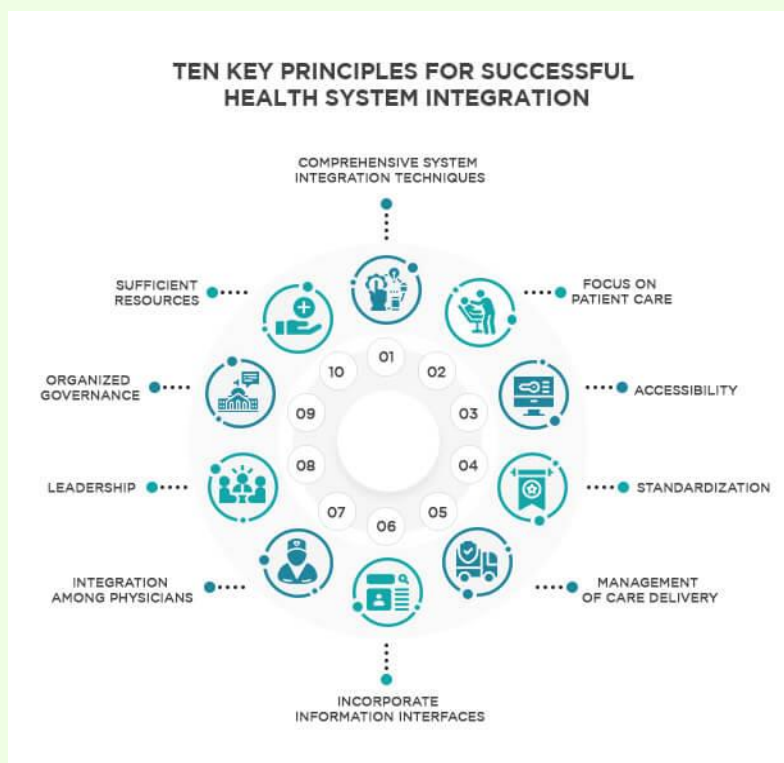 TEN KEY PRINCIPLES FOR SUCCESSFUL
HEALTH SYSTEM INTEGRATION
COMPREHENSIVE SYSTEM
INTEGRATION TECHNIQUES
FOCUS ON
PATIENT CARE
ACCESSIBILITY
STANDARDIZATION
MANAGEMENT
OF CARE DELIVERY
INCORPORATE
INFORMATION INTERFACES
INTEGRATION
AMONG PHYSICIANS
LEADERSHIP
ORGANIZED
GOVERNANCE
SUFFICIENT
RESOURCES
01
02
03
04
05
06
07
08
09
10